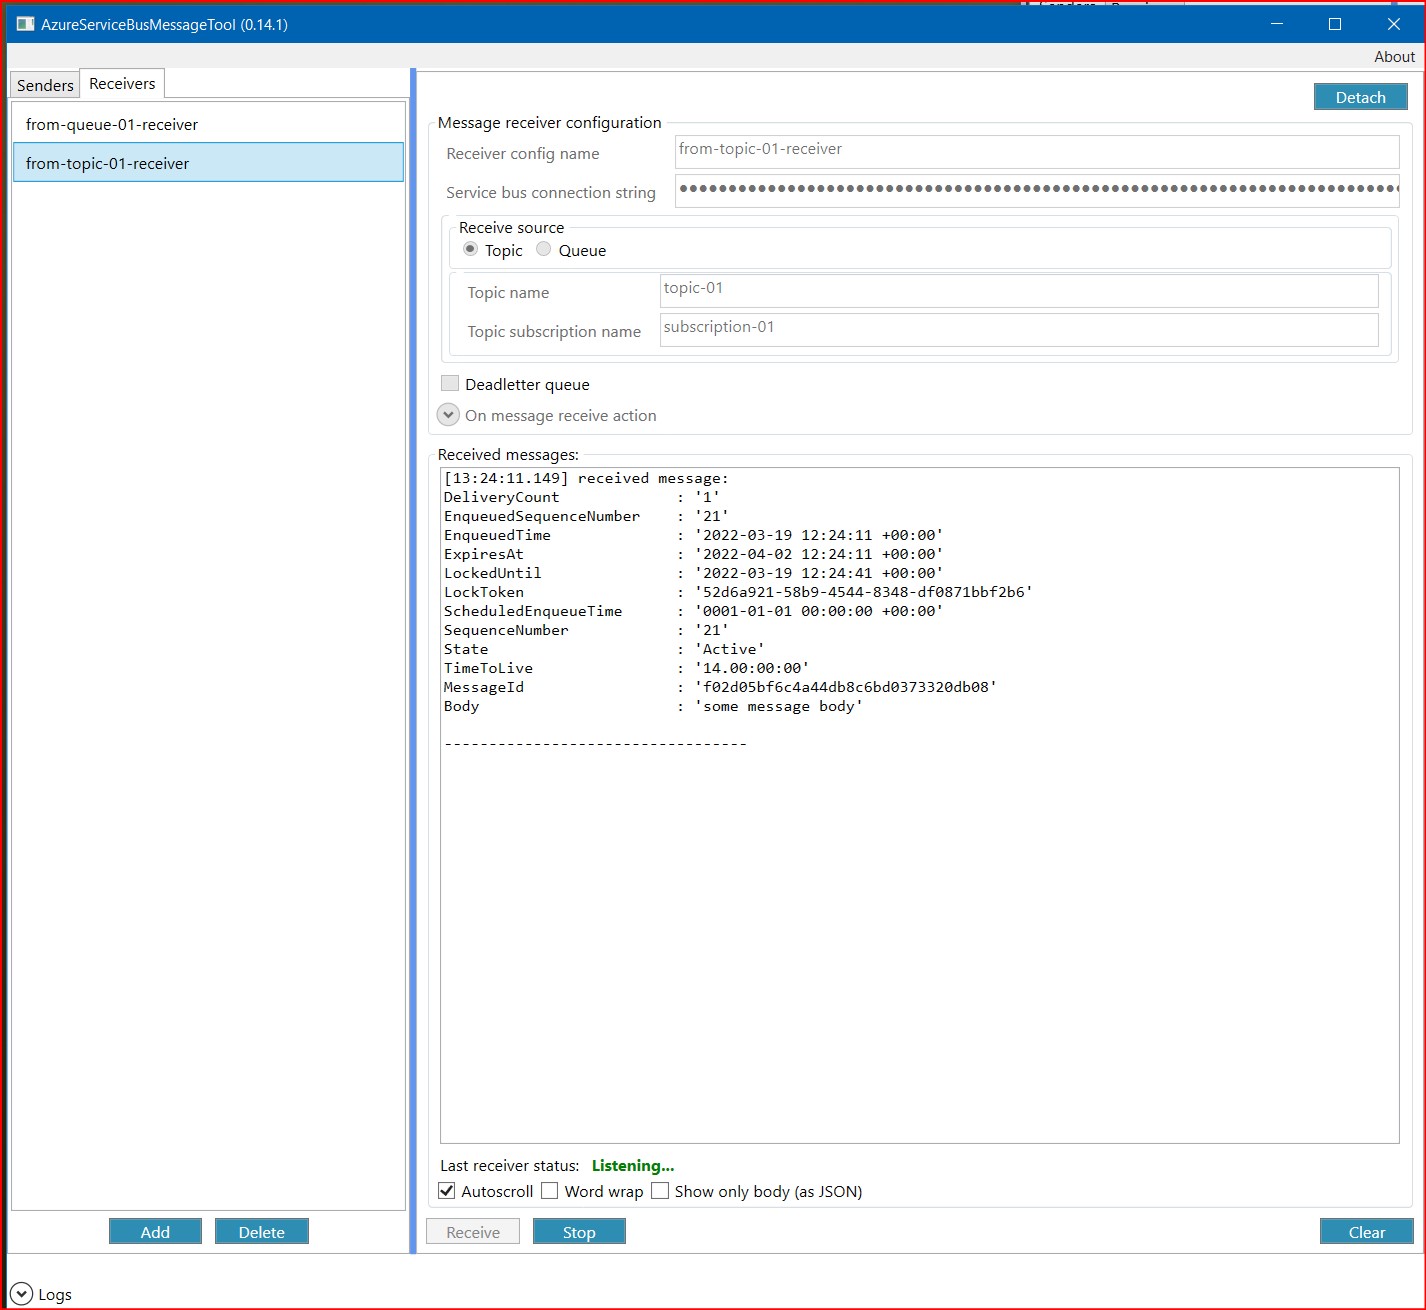 AzureServiceBusMessageTool (0.14.1)
About
Senders Receivers
from-queue-01-receiver
from-topic-01-receiver
Detach
Message receiver configuration
Receiver config name from-topic-01-receiver
Service bus connection string ●●●●●●●●●●●●●●●●●●●●●●●●●●●●●●●●●●●●●●●●●●●●●●●●●●●●●●●●●●●●●●●●●●●●●●●●●
Receive source
Topic Queue
Topic name topic-01
Topic subscription name subscription-01
Deadletter queue
On message receive action
Received messages:
[13:24:11.149] received message:
DeliveryCount : '1'
EnqueuedSequenceNumber : '21'
EnqueuedTime : '2022-03-19 12:24:11 +00:00'
ExpiresAt : '2022-04-02 12:24:11 +00:00'
LockedUntil : '2022-03-19 12:24:41 +00:00'
LockToken : '52d6a921-58b9-4544-8348-df0871bbf2b6'
ScheduledEnqueueTime : '0001-01-01 00:00:00 +00:00'
SequenceNumber : '21'
State : 'Active'
TimeToLive : '14.00:00:00'
MessageId : 'f02d05bf6c4a44db8c6bd0373320db08'
Body : 'some message body'
----------------------------------
Last receiver status: Listening...
Autoscroll Word wrap Show only body (as JSON)
Add Delete Receive Stop Clear
Logs